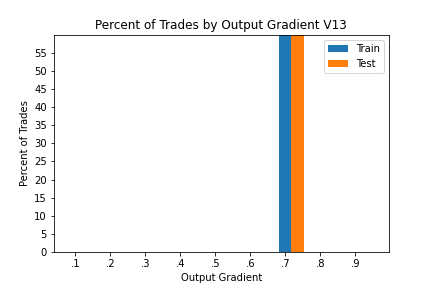 Percent of Trades by Output Gradient V13
Train
Test
Percent of Trades
55
50
45
40
35
30
25
20
15
10
5
0
.1 .2 .3 .4 .5 .6 .7 .8 .9
Output Gradient